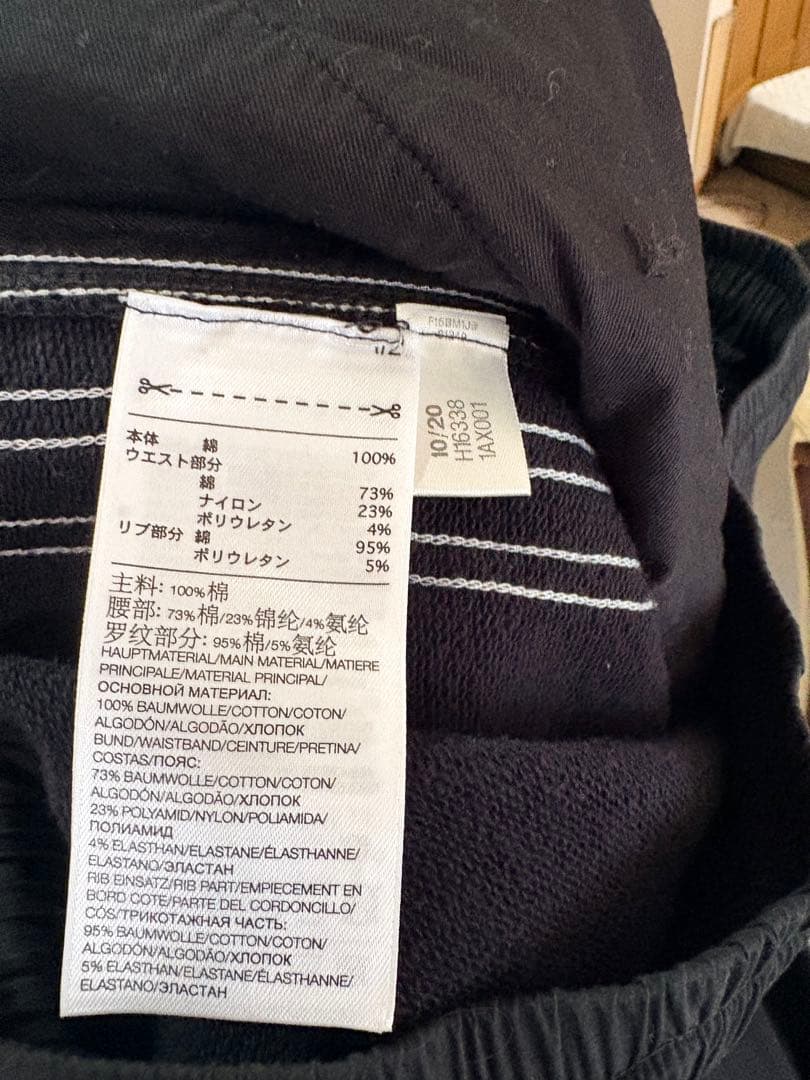 本体 綿 100%
ウエスト部分
綿 73%
ナイロン 23%
ポリウレタン 4%
リブ部分 綿 95%
ポリウレタン 5%
主料: 100%棉
腰部: 73%棉/23%锦纶/4%氨纶
罗纹部分: 95%棉/5%氨纶
HAUPTMATERIAL/MAIN MATERIAL/MATIERE
PRINCIPALE/MATERIAL PRINCIPAL/
ОСНОВНОЙ МАТЕРИАЛ:
100% BAUMWOLLE/COTTON/COTON/
ALGODÓN/ALGODÃO/ХЛОПОК
BUND/WAISTBAND/CEINTURE/PRETINA/
COSTAS/ПОЯС:
73% BAUMWOLLE/COTTON/COTON/
ALGODÓN/ALGODÃO/ХЛОПОК
23% POLYAMID/NYLON/POLIAMIDA/
ПОЛИАМИД
4% ELASTHAN/ELASTANE/ÉLASTHANNE/
ELASTANO/ЭЛАСТАН
RIB EINSATZ/RIB PART/EMPIECEMENT EN
BORD COTE/PARTE DEL CORDONCILLO/
CÓS/ТРИКОТАЖНАЯ ЧАСТЬ:
95% BAUMWOLLE/COTTON/COTON/
ALGODÓN/ALGODÃO/ХЛОПОК
5% ELASTHAN/ELASTANE/ÉLASTHANNE/
ELASTANO/ЭЛАСТАН
10/20
H16338
1AX001